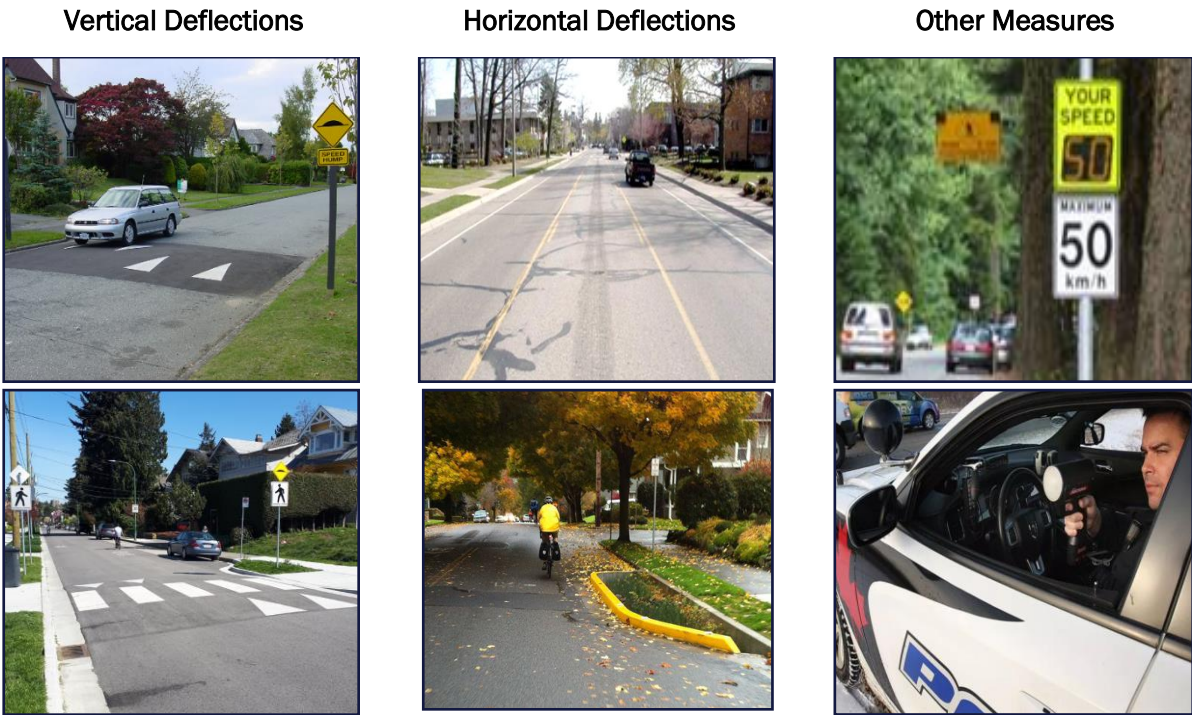 Vertical Deflections
Horizontal Deflections
Other Measures
SPEED
HUMP
YOUR
SPEED
50
MAXIMUM
50
km/h